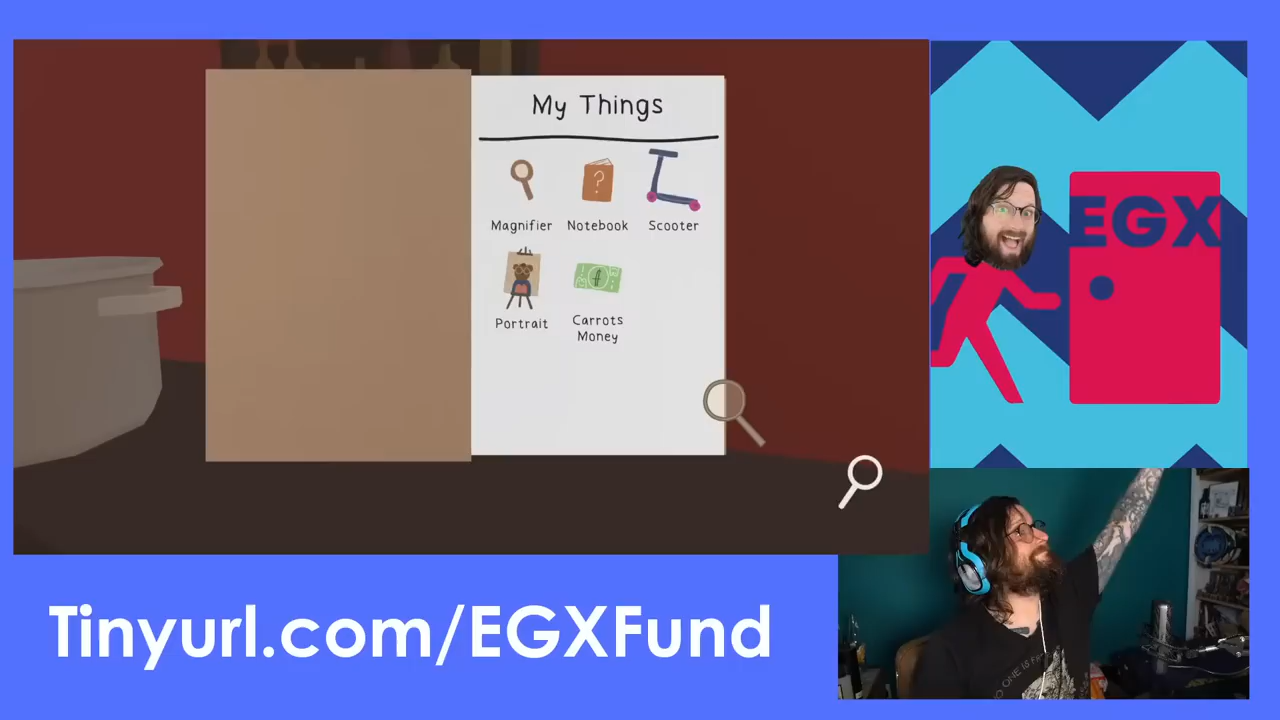 My Things
Magnifier Notebook Scooter
?
Portrait Carrots Money
EGX
Tinyurl.com/EGXFund